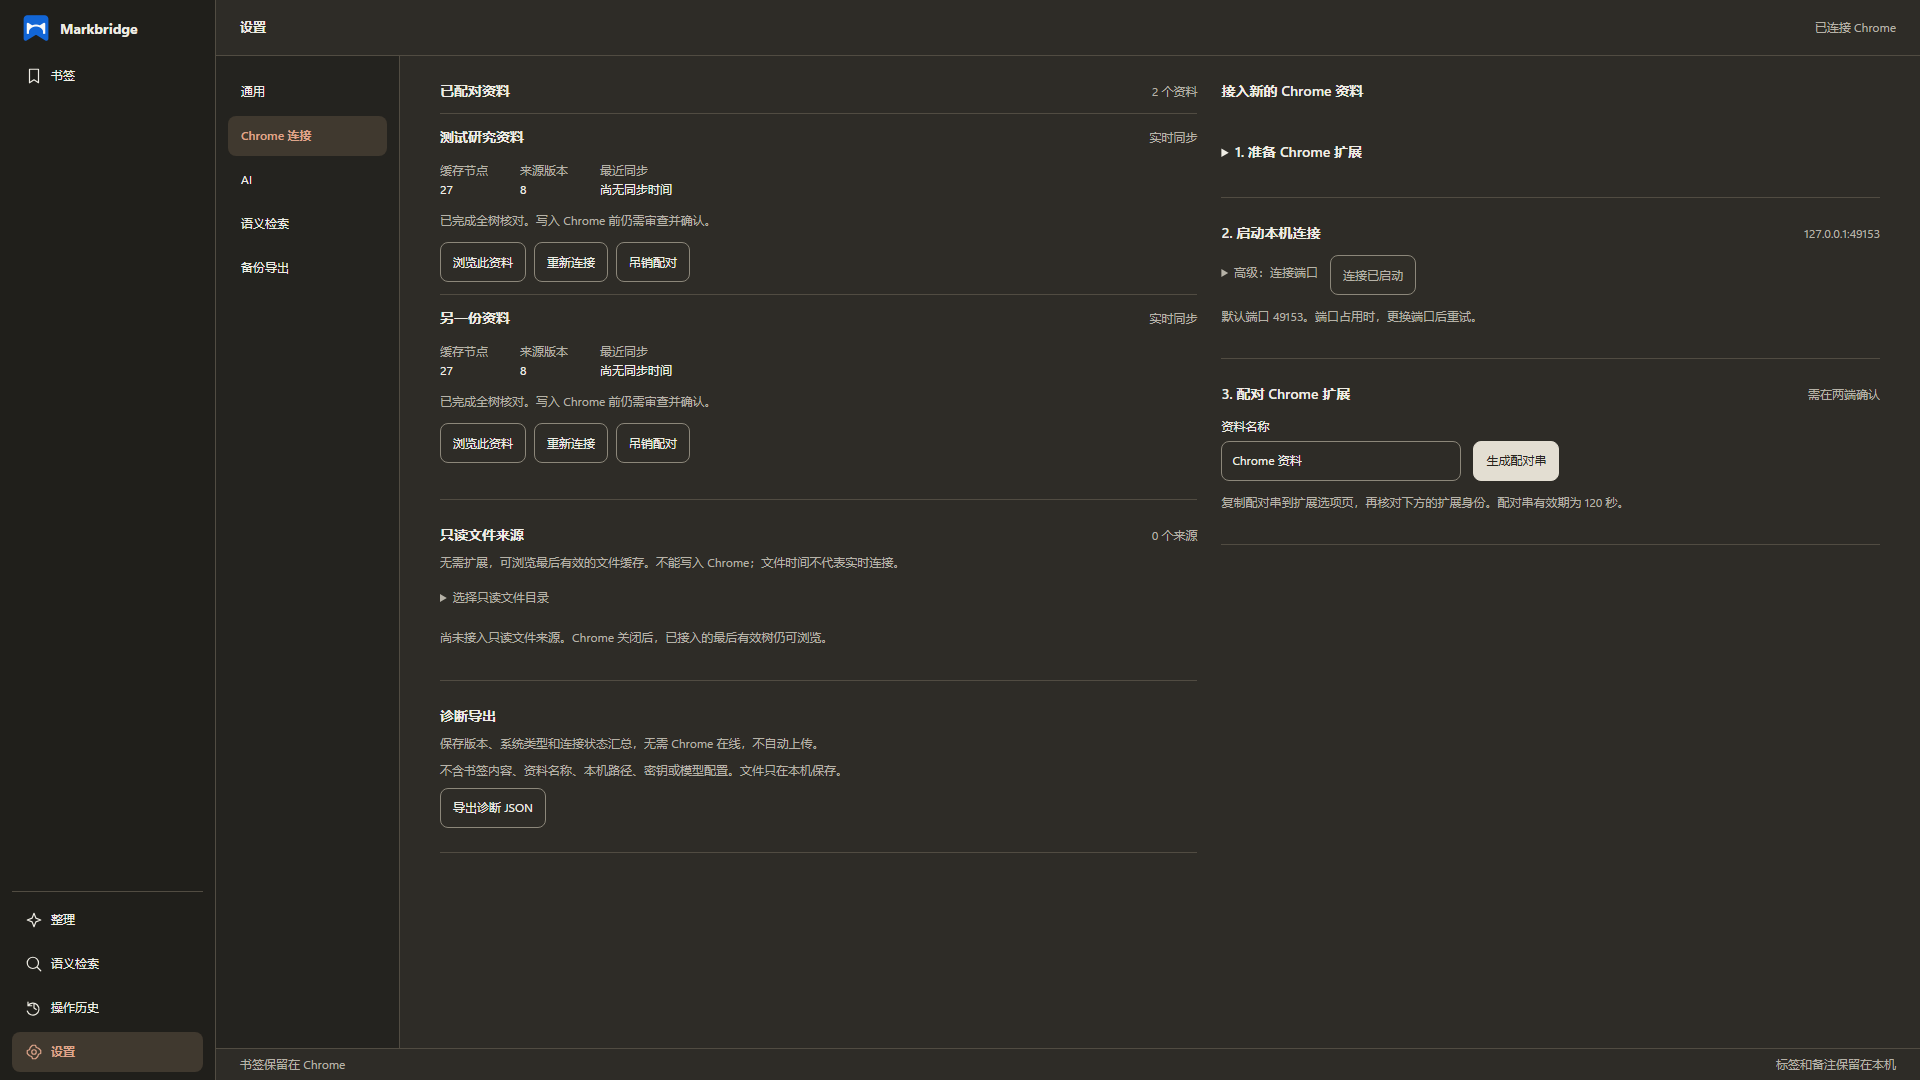 Markbridge
书签
整理
语义检索
操作历史
设置
设置
已连接 Chrome
通用
Chrome 连接
AI
语义检索
备份导出
已配对资料
2 个资料
测试研究资料
实时同步
缓存节点 来源版本 最近同步
27 8 尚无同步时间
已完成全树核对。写入 Chrome 前仍需审查并确认。
浏览此资料 重新连接 吊销配对
另一份资料
实时同步
缓存节点 来源版本 最近同步
27 8 尚无同步时间
已完成全树核对。写入 Chrome 前仍需审查并确认。
浏览此资料 重新连接 吊销配对
只读文件来源
0 个来源
无需扩展，可浏览最后有效的文件缓存。不能写入 Chrome；文件时间不代表实时连接。
选择只读文件目录
尚未接入只读文件来源。Chrome 关闭后，已接入的最后有效树仍可浏览。
诊断导出
保存版本、系统类型和连接状态汇总，无需 Chrome 在线，不自动上传。
不含书签内容、资料名称、本机路径、密钥或模型配置。文件只在本机保存。
导出诊断 JSON
接入新的 Chrome 资料
1. 准备 Chrome 扩展
2. 启动本机连接
127.0.0.1:49153
高级：连接端口 连接已启动
默认端口 49153。端口占用时，更换端口后重试。
3. 配对 Chrome 扩展
需在两端确认
资料名称
Chrome 资料 生成配对串
复制配对串到扩展选项页，再核对下方的扩展身份。配对串有效期为 120 秒。
书签保留在 Chrome
标签和备注保留在本机